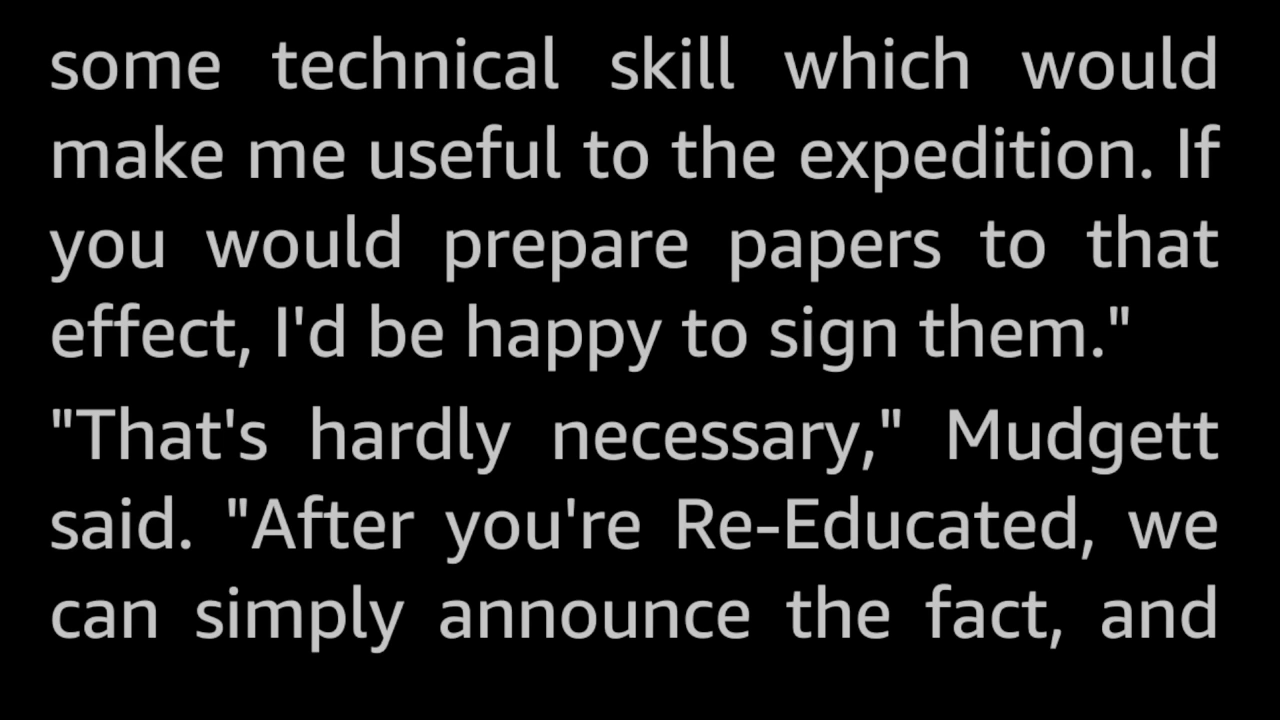 some technical skill which would
make me useful to the expedition. If
you would prepare papers to that
effect, I'd be happy to sign them."
"That's hardly necessary," Mudgett
said. "After you're Re-Educated, we
can simply announce the fact, and